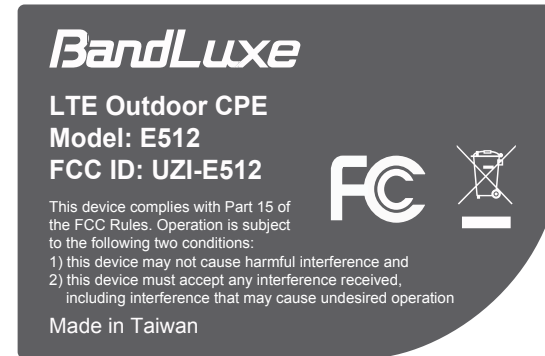 BandLuxe
LTE Outdoor CPE
Model: E512
FCC ID: UZI-E512
FC
This device complies with Part 15 of
the FCC Rules. Operation is subject
to the following two conditions:
1) this device may not cause harmful interference and
2) this device must accept any interference received,
including interference that may cause undesired operation
Made in Taiwan